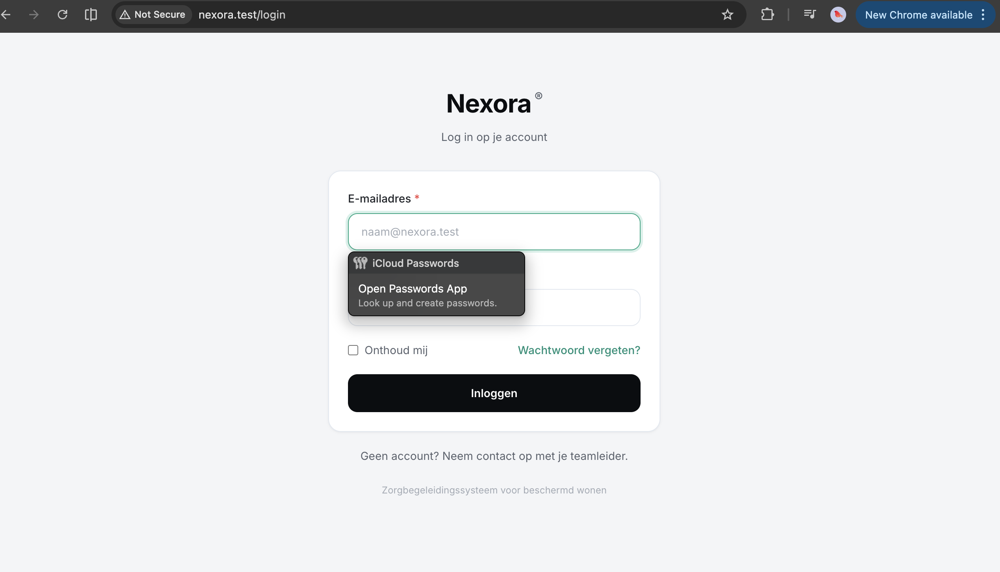 Not Secure nexora.test/login New Chrome available
Nexora®
Log in op je account
E-mailadres *
naam@nexora.test
iCloud Passwords
Open Passwords App
Look up and create passwords.
Onthoud mij Wachtwoord vergeten?
Inloggen
Geen account? Neem contact op met je teamleider.
Zorgbegeleidingssysteem voor beschermd wonen